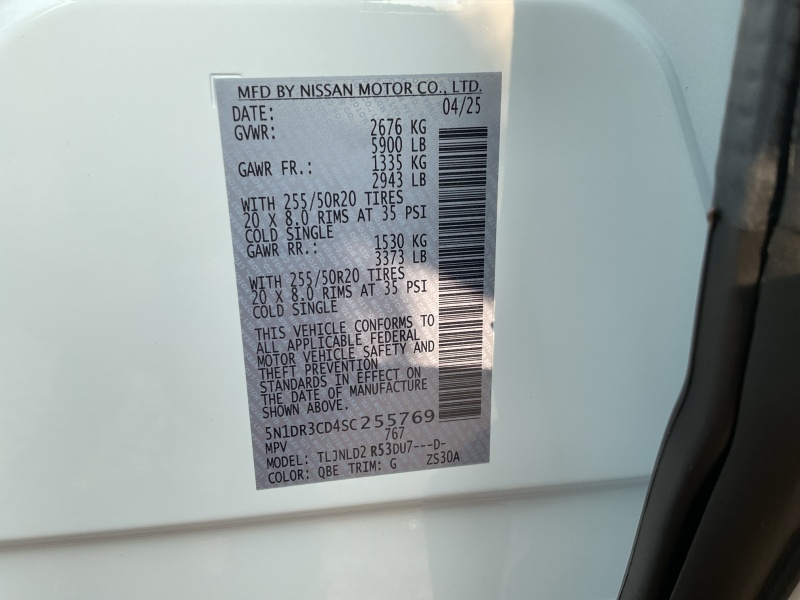 MFD BY NISSAN MOTOR CO., LTD.
DATE: 04/25
GVWR: 2676 KG
5900 LB
GAWR FR.: 1335 KG
2943 LB
WITH 255/50R20 TIRES
20 X 8.0 RIMS AT 35 PSI
COLD SINGLE
GAWR RR.: 1530 KG
3373 LB
WITH 255/50R20 TIRES
20 X 8.0 RIMS AT 35 PSI
COLD SINGLE
THIS VEHICLE CONFORMS TO
ALL APPLICABLE FEDERAL
MOTOR VEHICLE SAFETY AND
THEFT PREVENTION
STANDARDS IN EFFECT ON
THE DATE OF MANUFACTURE
SHOWN ABOVE.
5N1DR3CD4SC255769
MPV 767
MODEL: TLJNLD2 R53DU7---D-
COLOR: QBE TRIM: G ZS30A